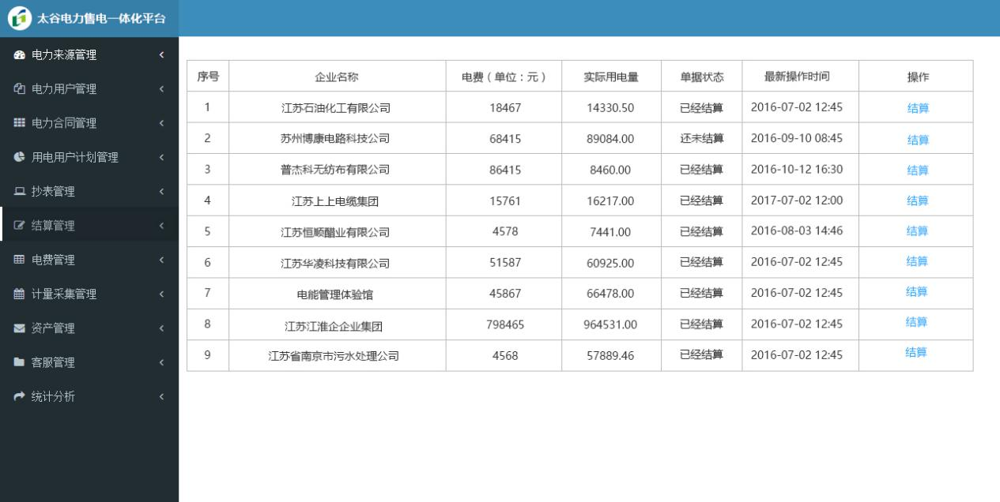 太谷电力售电一体化平台
电力来源管理
电力用户管理
电力合同管理
用电用户计划管理
抄表管理
结算管理
电费管理
计量采集管理
资产管理
客服管理
统计分析
序号 企业名称 电费（单位：元） 实际用电量 单据状态 最新操作时间 操作
1 江苏石油化工有限公司 18467 14330.50 已经结算 2016-07-02 12:45 结算
2 苏州博康电路科技公司 68415 89084.00 还未结算 2016-09-10 08:45 结算
3 普杰科无纺布有限公司 86415 8460.00 已经结算 2016-10-12 16:30 结算
4 江苏上上电缆集团 15761 16217.00 已经结算 2017-07-02 12:00 结算
5 江苏恒顺醋业有限公司 4578 7441.00 已经结算 2016-08-03 14:46 结算
6 江苏华凌科技有限公司 51587 60925.00 已经结算 2016-07-02 12:45 结算
7 电能管理体验馆 45867 66478.00 已经结算 2016-07-02 12:45 结算
8 江苏江淮企企业集团 798465 964531.00 已经结算 2016-07-02 12:45 结算
9 江苏省南京市污水处理公司 4568 57889.46 已经结算 2016-07-02 12:45 结算